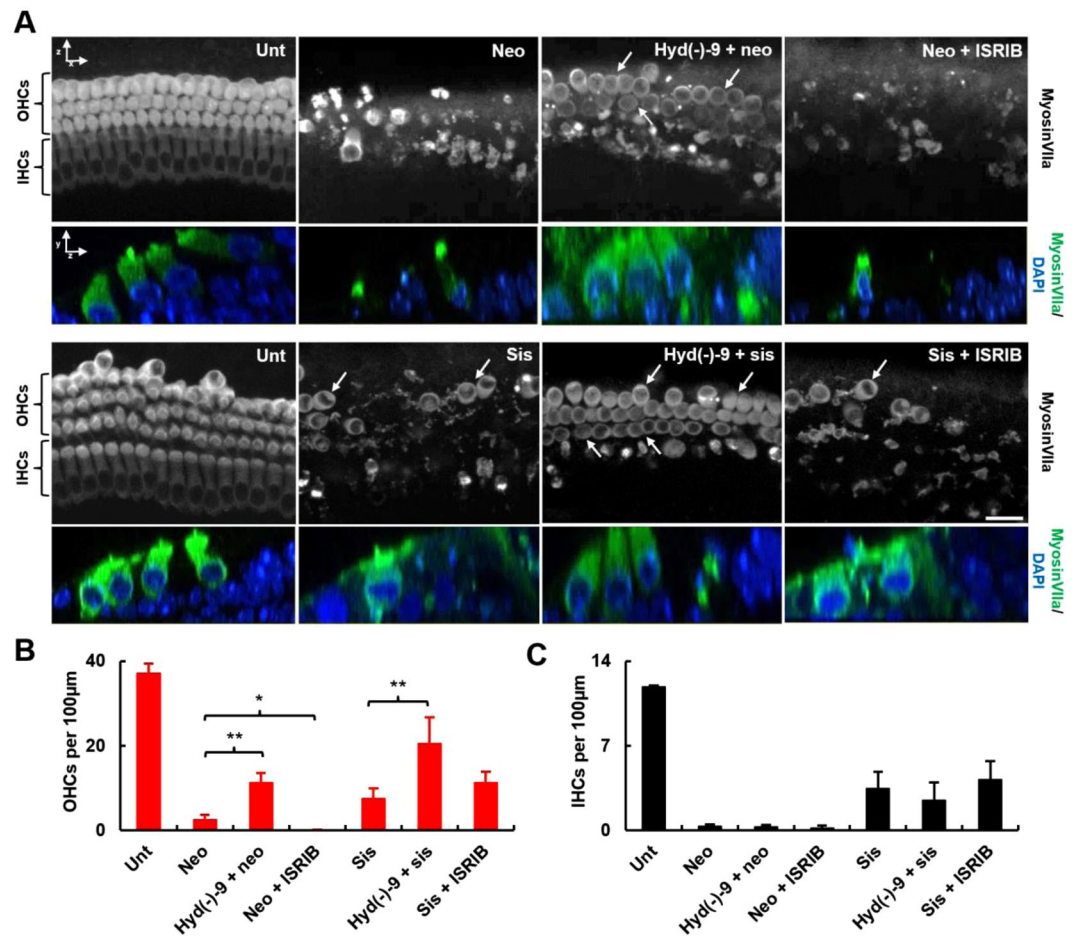 A
z
x
Unt
Neo
Hyd(-)-9 + neo
Neo + ISRIB
OHCs
IHCs
MyosinVIIa
y
z
MyosinVIIa/
DAPI
Unt
Sis
Hyd(-)-9 + sis
Sis + ISRIB
OHCs
IHCs
MyosinVIIa
MyosinVIIa/
DAPI
B
OHCs per 100μm
40
20
0
*
**
**
Unt
Neo
Hyd(-)-9 + neo
Neo + ISRIB
Sis
Hyd(-)-9 + sis
Sis + ISRIB
C
IHCs per 100μm
14
7
0
Unt
Neo
Hyd(-)-9 + neo
Neo + ISRIB
Sis
Hyd(-)-9 + sis
Sis + ISRIB